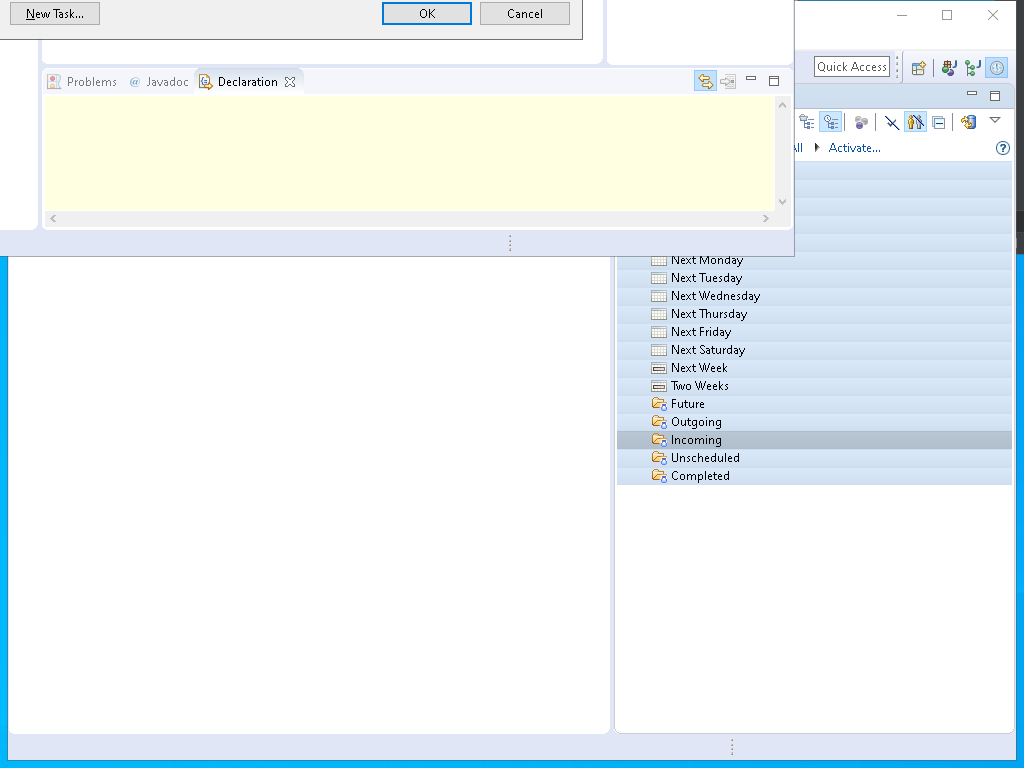 New Task...
OK
Cancel
Problems
@ Javadoc
Declaration
Quick Access
Activate...
Next Monday
Next Tuesday
Next Wednesday
Next Thursday
Next Friday
Next Saturday
Next Week
Two Weeks
Future
Outgoing
Incoming
Unscheduled
Completed